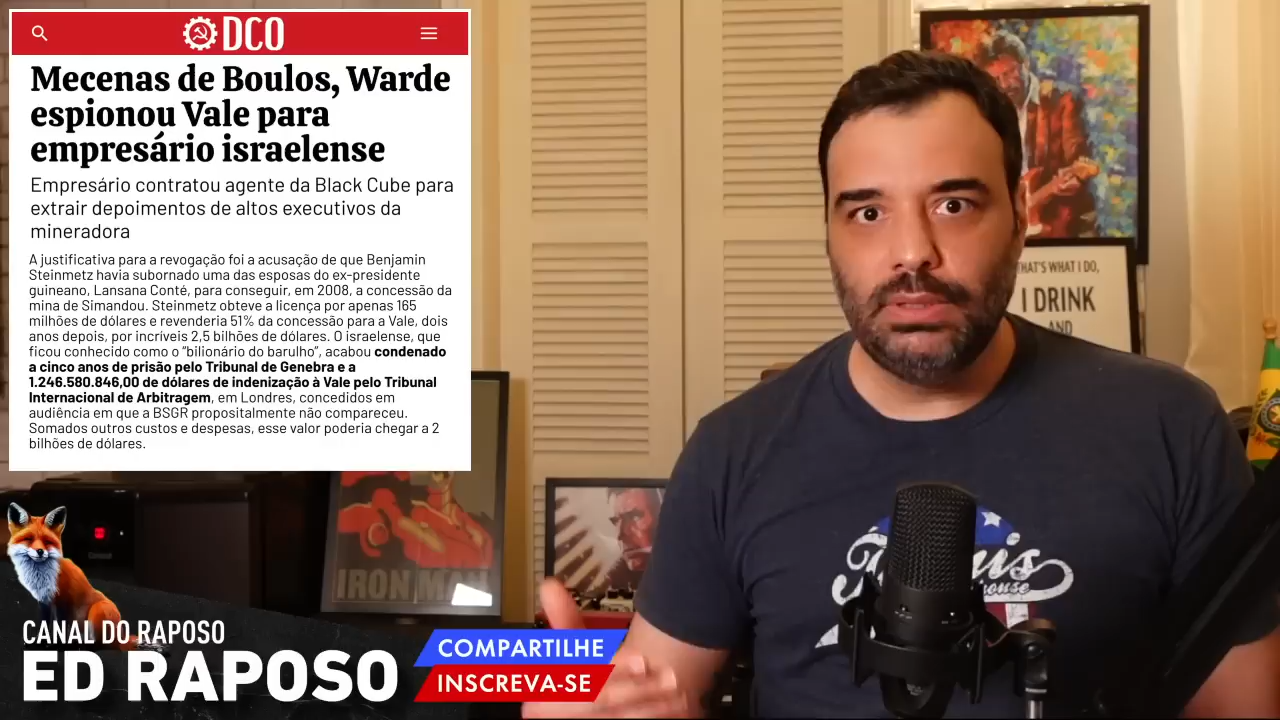 DCO
Mecenas de Boulos, Warde
espionou Vale para
empresário israelense
Empresário contratou agente da Black Cube para
extrair depoimentos de altos executivos da
mineradora
A justificativa para a revogação foi a acusação de que Benjamin
Steinmetz havia subornado uma das esposas do presidente
guineano, Lansana Conté, para conseguir, em 2008, a concessão da
mina de Simandou. Steinmetz obteve a licença por apenas 165
milhões de dólares e revenderia 51% da concessão para a Vale, dois
anos depois, por incríveis 2,5 bilhões de dólares. O israelense, que
ficou conhecido como o "bilionário do barulho", acabou condenado
a cinco anos de prisão pelo Tribunal de Genebra e a
1.246.580.846,00 de dólares de indenização à Vale pelo Tribunal
Internacional de Arbitragem, em Londres, concedidos em
audiência em que a BSGR propositalmente não compareceu.
Somados outros custos e despesas, esse valor poderia chegar a 2
bilhões de dólares.
THAT'S WHAT I DO,
I DRINK
AND
IRON MAN
CANAL DO RAPOSO
ED RAPOSO
COMPARTILHE
INSCREVA-SE